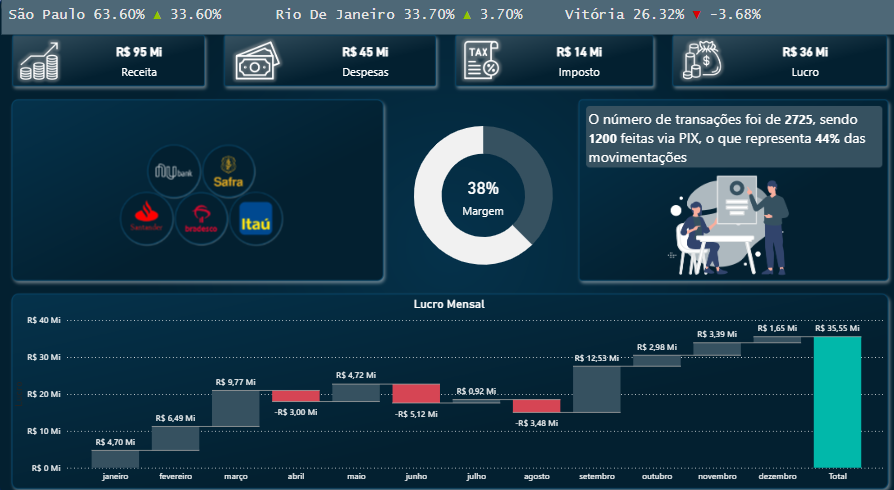 São Paulo 63.60% ▲ 33.60% Rio De Janeiro 33.70% ▲ 3.70% Vitória 26.32% ▼ -3.68%
R$ 95 Mi
Receita
R$ 45 Mi
Despesas
TAX
R$ 14 Mi
Imposto
R$ 36 Mi
Lucro
nu bank
Safra
Santander
bradesco
Itaú
38%
Margem
O número de transações foi de 2725, sendo
1200 feitas via PIX, o que representa 44% das
movimentações
Lucro Mensal
R$ 40 Mi
R$ 30 Mi
R$ 20 Mi
R$ 10 Mi
R$ 0 Mi
R$ 4,70 Mi
R$ 6,49 Mi
R$ 9,77 Mi
-R$ 3,00 Mi
R$ 4,72 Mi
-R$ 5,12 Mi
R$ 0,92 Mi
-R$ 3,48 Mi
R$ 12,53 Mi
R$ 2,98 Mi
R$ 3,39 Mi
R$ 1,65 Mi
R$ 35,55 Mi
janeiro fevereiro março abril maio junho julho agosto setembro outubro novembro dezembro Total